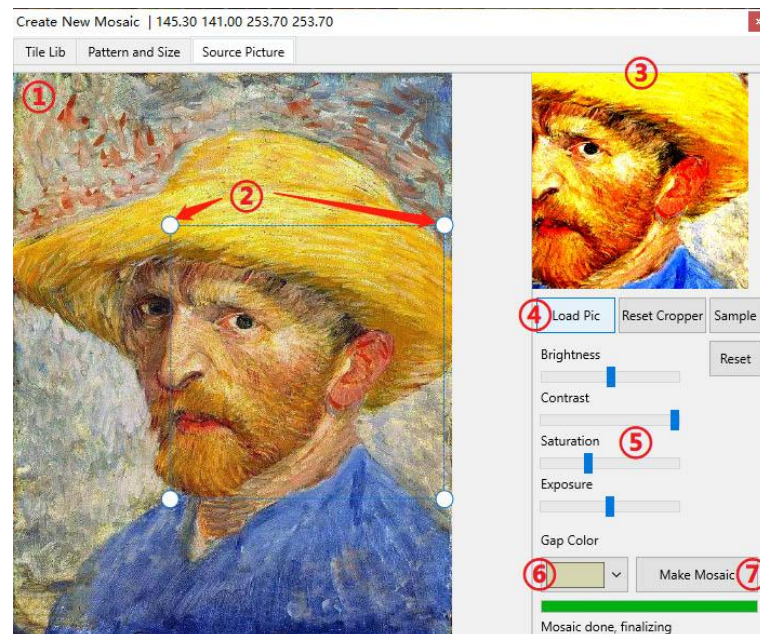 Create New Mosaic | 145.30 141.00 253.70 253.70
Tile Lib Pattern and Size Source Picture
①
②
③
④ Load Pic Reset Cropper Sample
Brightness Reset
Contrast
Saturation ⑤
Exposure
Gap Color
⑥ Make Mosaic ⑦
Mosaic done, finalizing